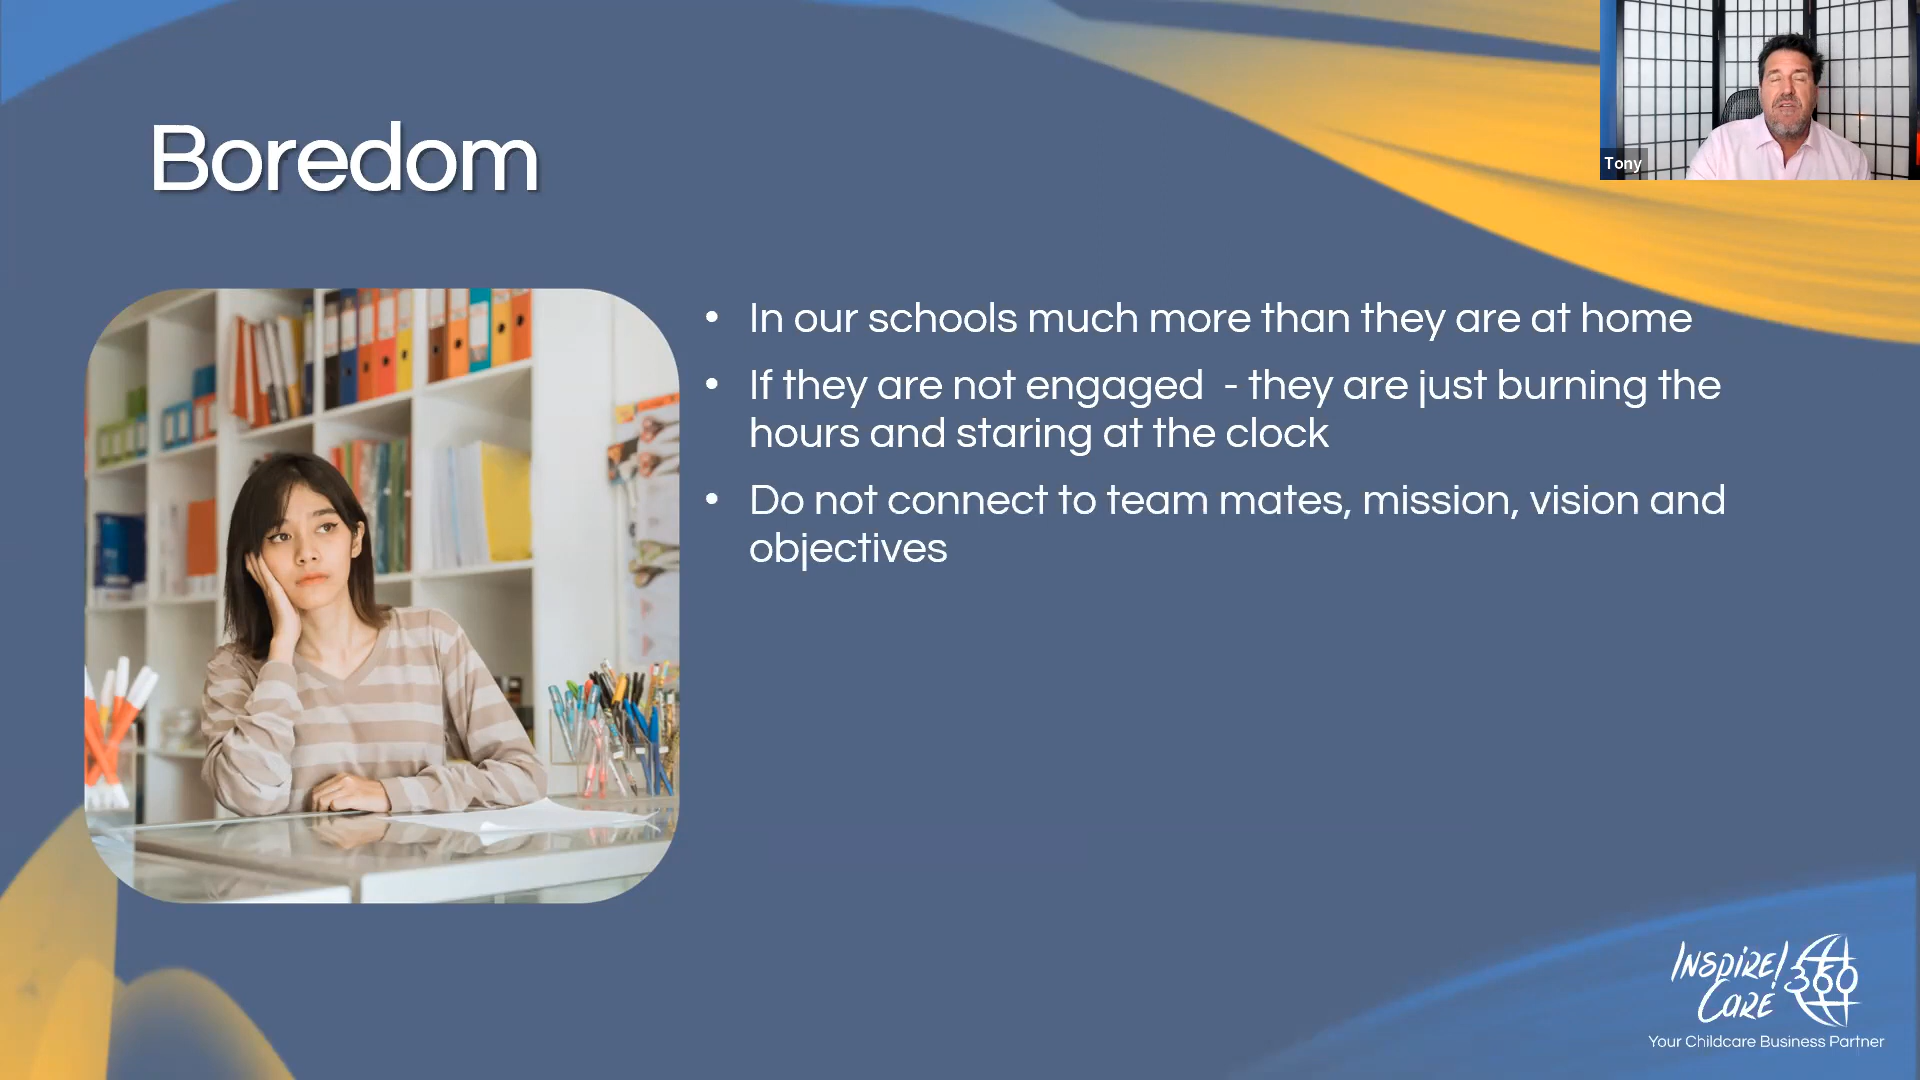 Boredom
Tony
• In our schools much more than they are at home
• If they are not engaged  - they are just burning the
hours and staring at the clock
• Do not connect to team mates, mission, vision and
objectives
INSPIRE!
CARE
360
Your Childcare Business Partner